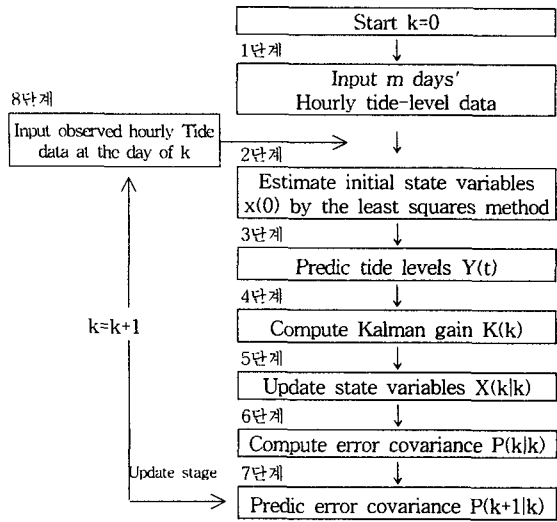 Start k=0
1단계
Input m days'
Hourly tide-level data
8단계
Input observed hourly Tide
data at the day of k
2단계
Estimate initial state variables
x(0) by the least squares method
3단계
Predic tide levels Y(t)
4단계
k=k+1
Compute Kalman gain K(k)
5단계
Update state variables X(k|k)
6단계
Compute error covariance P(k|k)
7단계
Update stage
Predic error covariance P(k+1|k)